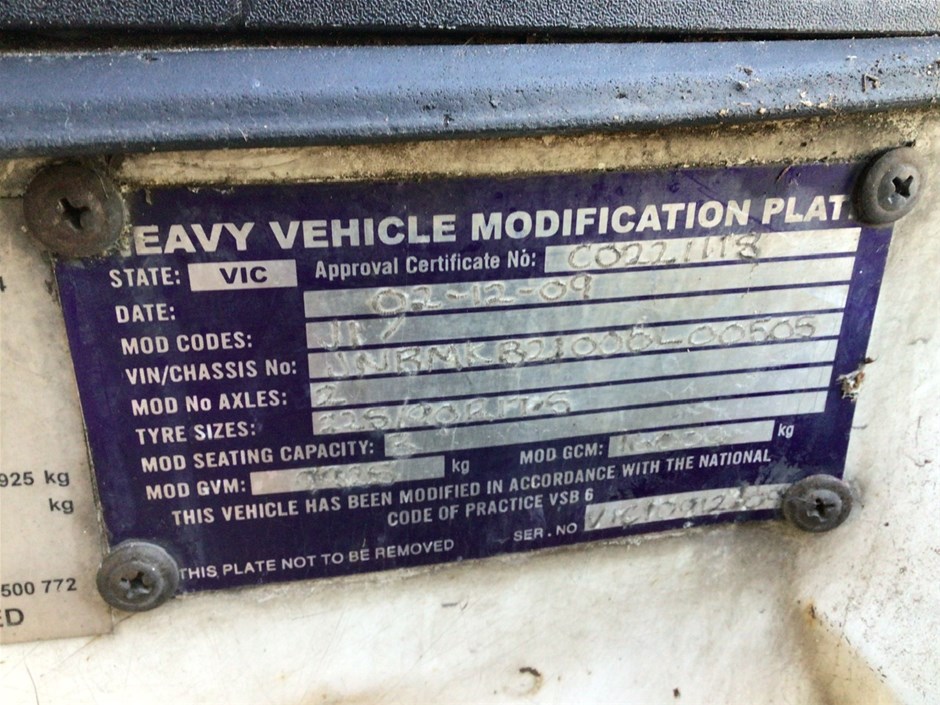 HEAVY VEHICLE MODIFICATION PLAT
STATE: VIC Approval Certificate No: CO221118
DATE: 02-12-09
MOD CODES: J1
VIN/CHASSIS No:
MOD No AXLES: 2
TYRE SIZES:
MOD SEATING CAPACITY:
MOD GVM: kg MOD GCM: kg
THIS VEHICLE HAS BEEN MODIFIED IN ACCORDANCE WITH THE NATIONAL
CODE OF PRACTICE VSB 6
SER. NO
THIS PLATE NOT TO BE REMOVED
925 kg
kg
500 772
ED